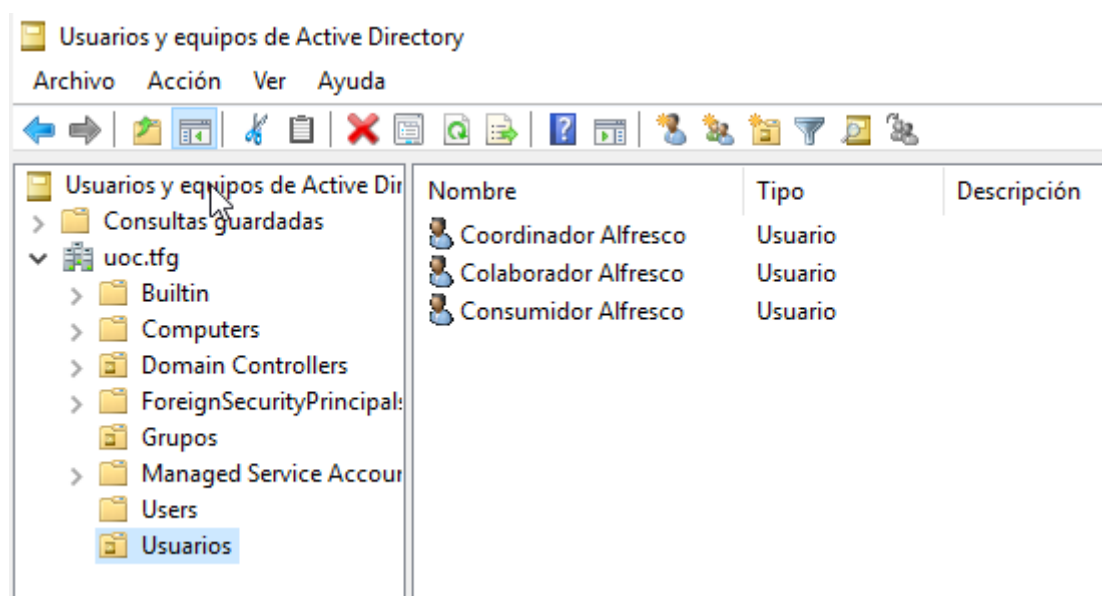 Usuarios y equipos de Active Directory
Archivo Acción Ver Ayuda
Usuarios y equipos de Active Dir
Consultas guardadas
uoc.tfg
Builtin
Computers
Domain Controllers
ForeignSecurityPrincipals
Grupos
Managed Service Accour
Users
Usuarios
Nombre Tipo Descripción
Coordinador Alfresco Usuario
Colaborador Alfresco Usuario
Consumidor Alfresco Usuario